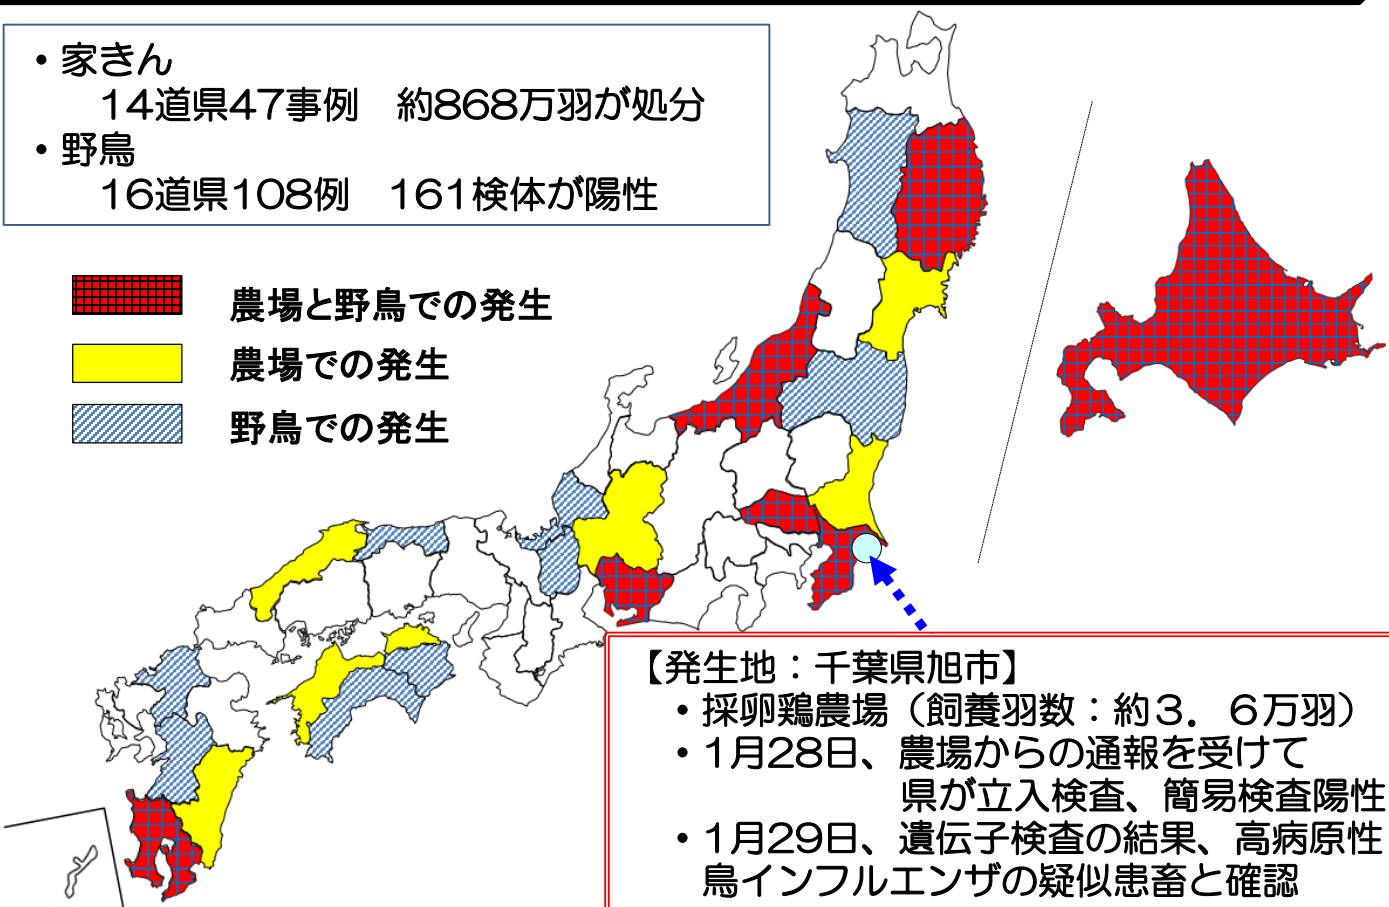 ・家きん
14道県47事例　約868万羽が処分
・野鳥
16道県108例　161検体が陽性
農場と野鳥での発生
農場での発生
野鳥での発生
【発生地：千葉県旭市】
・採卵鶏農場（飼養羽数：約３．６万羽）
・1月28日、農場からの通報を受けて
県が立入検査、簡易検査陽性
・1月29日、遺伝子検査の結果、高病原性
鳥インフルエンザの疑似患畜と確認